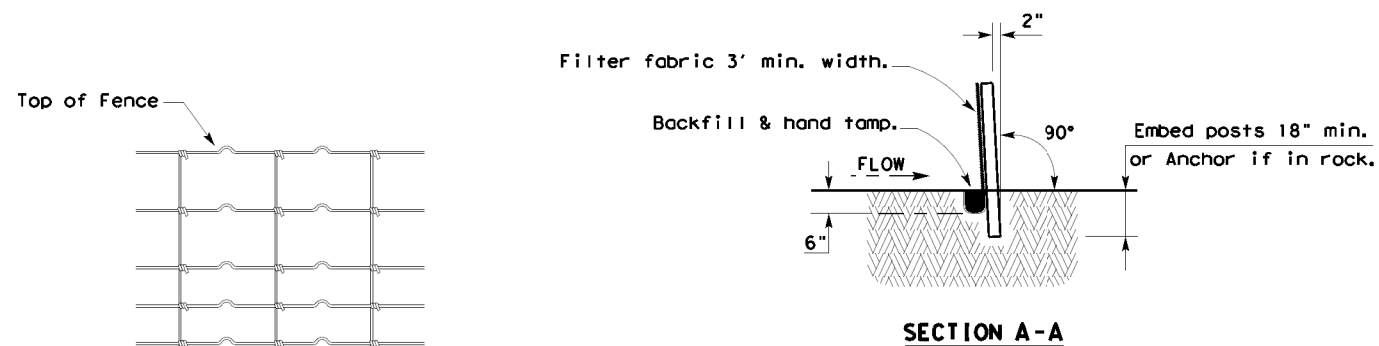 Top of Fence
Filter fabric 3' min. width.
Backfill & hand tamp.
FLOW
2"
90°
Embed posts 18" min.
or Anchor if in rock.
6"
SECTION A-A